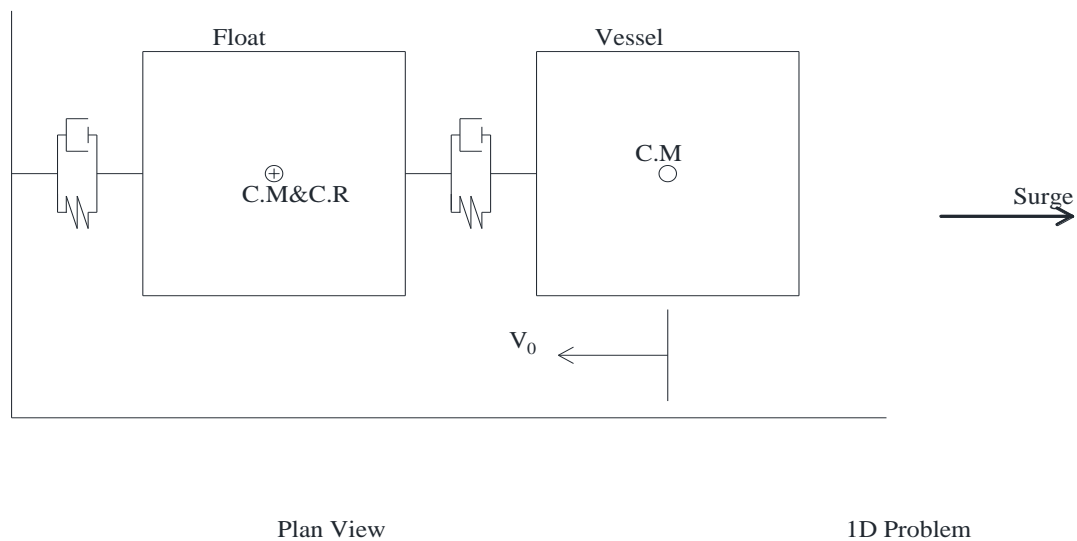 Float
Vessel
C.M&C.R
C.M
Surge
V0
Plan View
1D Problem